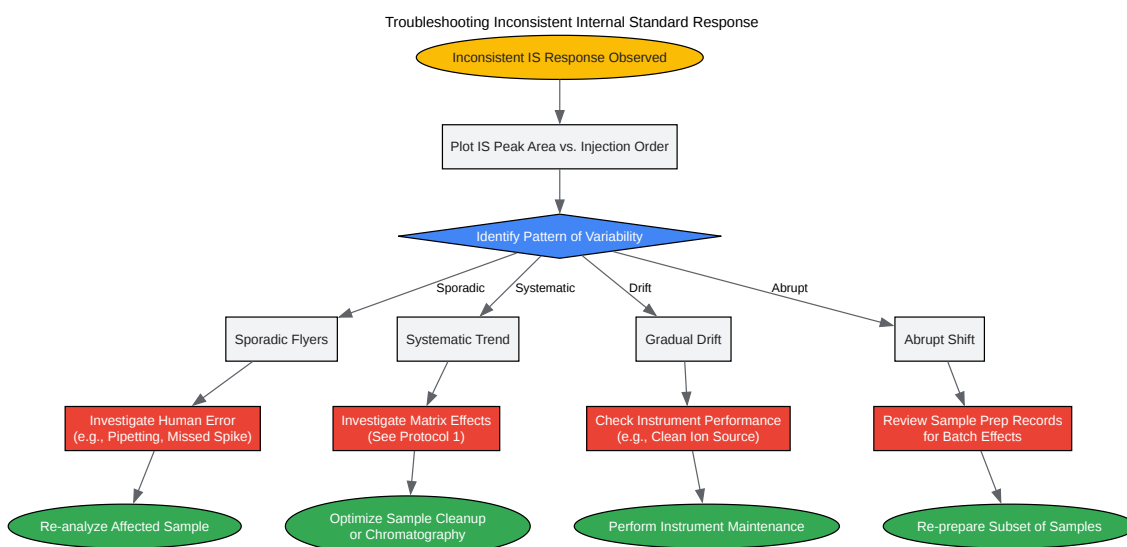 Troubleshooting Inconsistent Internal Standard Response
Inconsistent IS Response Observed
Plot IS Peak Area vs. Injection Order
Identify Pattern of Variability
Sporadic
Systematic
Drift
Abrupt
Sporadic Flyers
Systematic Trend
Gradual Drift
Abrupt Shift
Investigate Human Error
(e.g., Pipetting, Missed Spike)
Investigate Matrix Effects
(See Protocol 1)
Check Instrument Performance
(e.g., Clean Ion Source)
Review Sample Prep Records
for Batch Effects
Re-analyze Affected Sample
Optimize Sample Cleanup
or Chromatography
Perform Instrument Maintenance
Re-prepare Subset of Samples